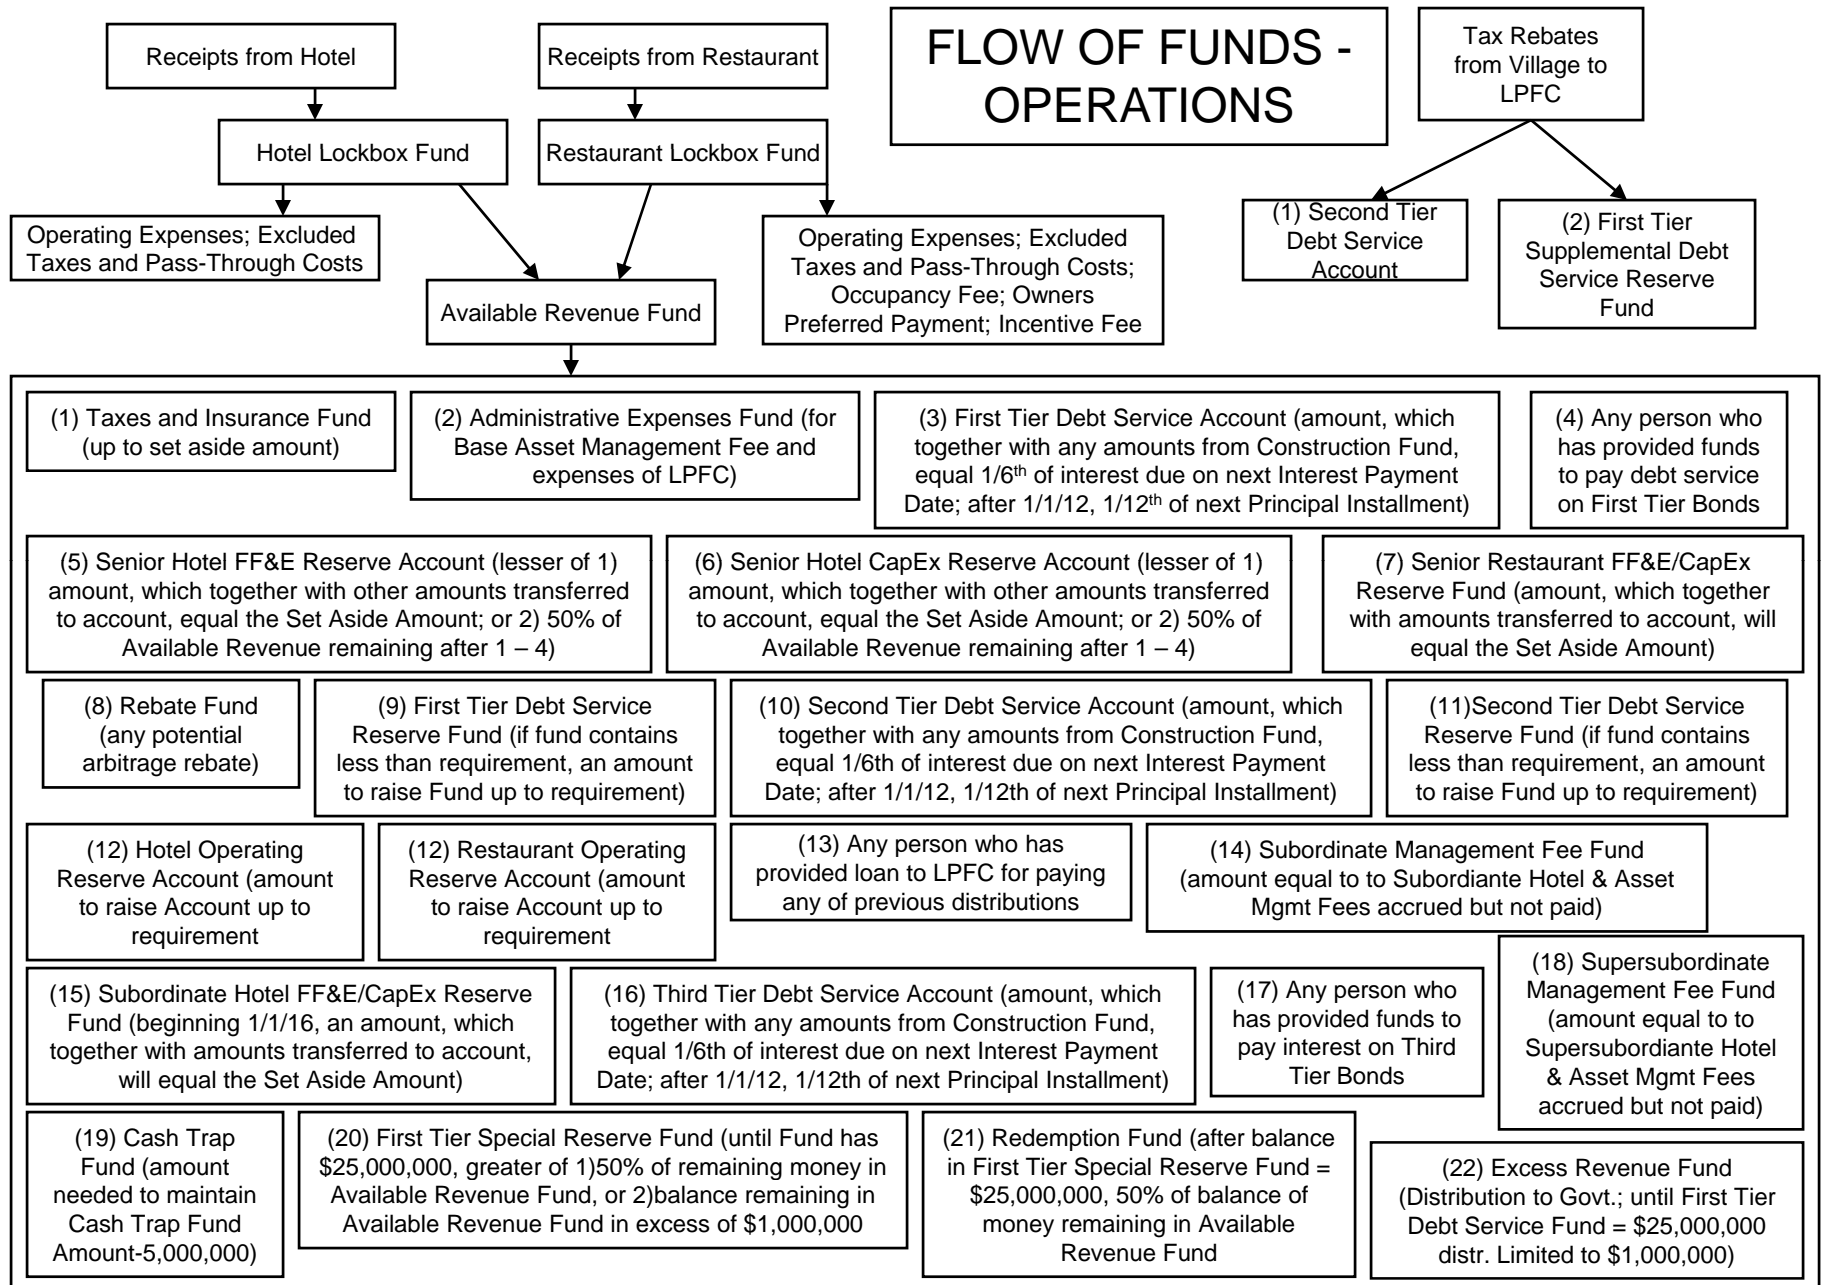 Receipts from Hotel
Receipts from Restaurant
FLOW OF FUNDS -
OPERATIONS
Tax Rebates
from Village to
LPFC
Hotel Lockbox Fund
Restaurant Lockbox Fund
Operating Expenses; Excluded
Taxes and Pass-Through Costs
Available Revenue Fund
Operating Expenses; Excluded
Taxes and Pass-Through Costs;
Occupancy Fee; Owners
Preferred Payment; Incentive Fee
(1) Second Tier
Debt Service
Account
(2) First Tier
Supplemental Debt
Service Reserve
Fund
(1) Taxes and Insurance Fund
(up to set aside amount)
(2) Administrative Expenses Fund (for
Base Asset Management Fee and
expenses of LPFC)
(3) First Tier Debt Service Account (amount, which
together with any amounts from Construction Fund,
equal 1/6th of interest due on next Interest Payment
Date; after 1/1/12, 1/12th of next Principal Installment)
(4) Any person who
has provided funds
to pay debt service
on First Tier Bonds
(5) Senior Hotel FF&E Reserve Account (lesser of 1)
amount, which together with other amounts transferred
to account, equal the Set Aside Amount; or 2) 50% of
Available Revenue remaining after 1 – 4)
(6) Senior Hotel CapEx Reserve Account (lesser of 1)
amount, which together with other amounts transferred
to account, equal the Set Aside Amount; or 2) 50% of
Available Revenue remaining after 1 – 4)
(7) Senior Restaurant FF&E/CapEx
Reserve Fund (amount, which together
with amounts transferred to account, will
equal the Set Aside Amount)
(8) Rebate Fund
(any potential
arbitrage rebate)
(9) First Tier Debt Service
Reserve Fund (if fund contains
less than requirement, an amount
to raise Fund up to requirement)
(10) Second Tier Debt Service Account (amount, which
together with any amounts from Construction Fund,
equal 1/6th of interest due on next Interest Payment
Date; after 1/1/12, 1/12th of next Principal Installment)
(11)Second Tier Debt Service
Reserve Fund (if fund contains
less than requirement, an amount
to raise Fund up to requirement)
(12) Hotel Operating
Reserve Account (amount
to raise Account up to
requirement
(12) Restaurant Operating
Reserve Account (amount
to raise Account up to
requirement
(13) Any person who has
provided loan to LPFC for paying
any of previous distributions
(14) Subordinate Management Fee Fund
(amount equal to to Subordiante Hotel & Asset
Mgmt Fees accrued but not paid)
(15) Subordinate Hotel FF&E/CapEx Reserve
Fund (beginning 1/1/16, an amount, which
together with amounts transferred to account,
will equal the Set Aside Amount)
(16) Third Tier Debt Service Account (amount, which
together with any amounts from Construction Fund,
equal 1/6th of interest due on next Interest Payment
Date; after 1/1/12, 1/12th of next Principal Installment)
(17) Any person who
has provided funds to
pay interest on Third
Tier Bonds
(18) Supersubordinate
Management Fee Fund
(amount equal to to
Supersubordiante Hotel
& Asset Mgmt Fees
accrued but not paid)
(19) Cash Trap
Fund (amount
needed to maintain
Cash Trap Fund
Amount-5,000,000)
(20) First Tier Special Reserve Fund (until Fund has
$25,000,000, greater of 1)50% of remaining money in
Available Revenue Fund, or 2)balance remaining in
Available Revenue Fund in excess of $1,000,000
(21) Redemption Fund (after balance
in First Tier Special Reserve Fund =
$25,000,000, 50% of balance of
money remaining in Available
Revenue Fund
(22) Excess Revenue Fund
(Distribution to Govt.; until First Tier
Debt Service Fund = $25,000,000
distr. Limited to $1,000,000)